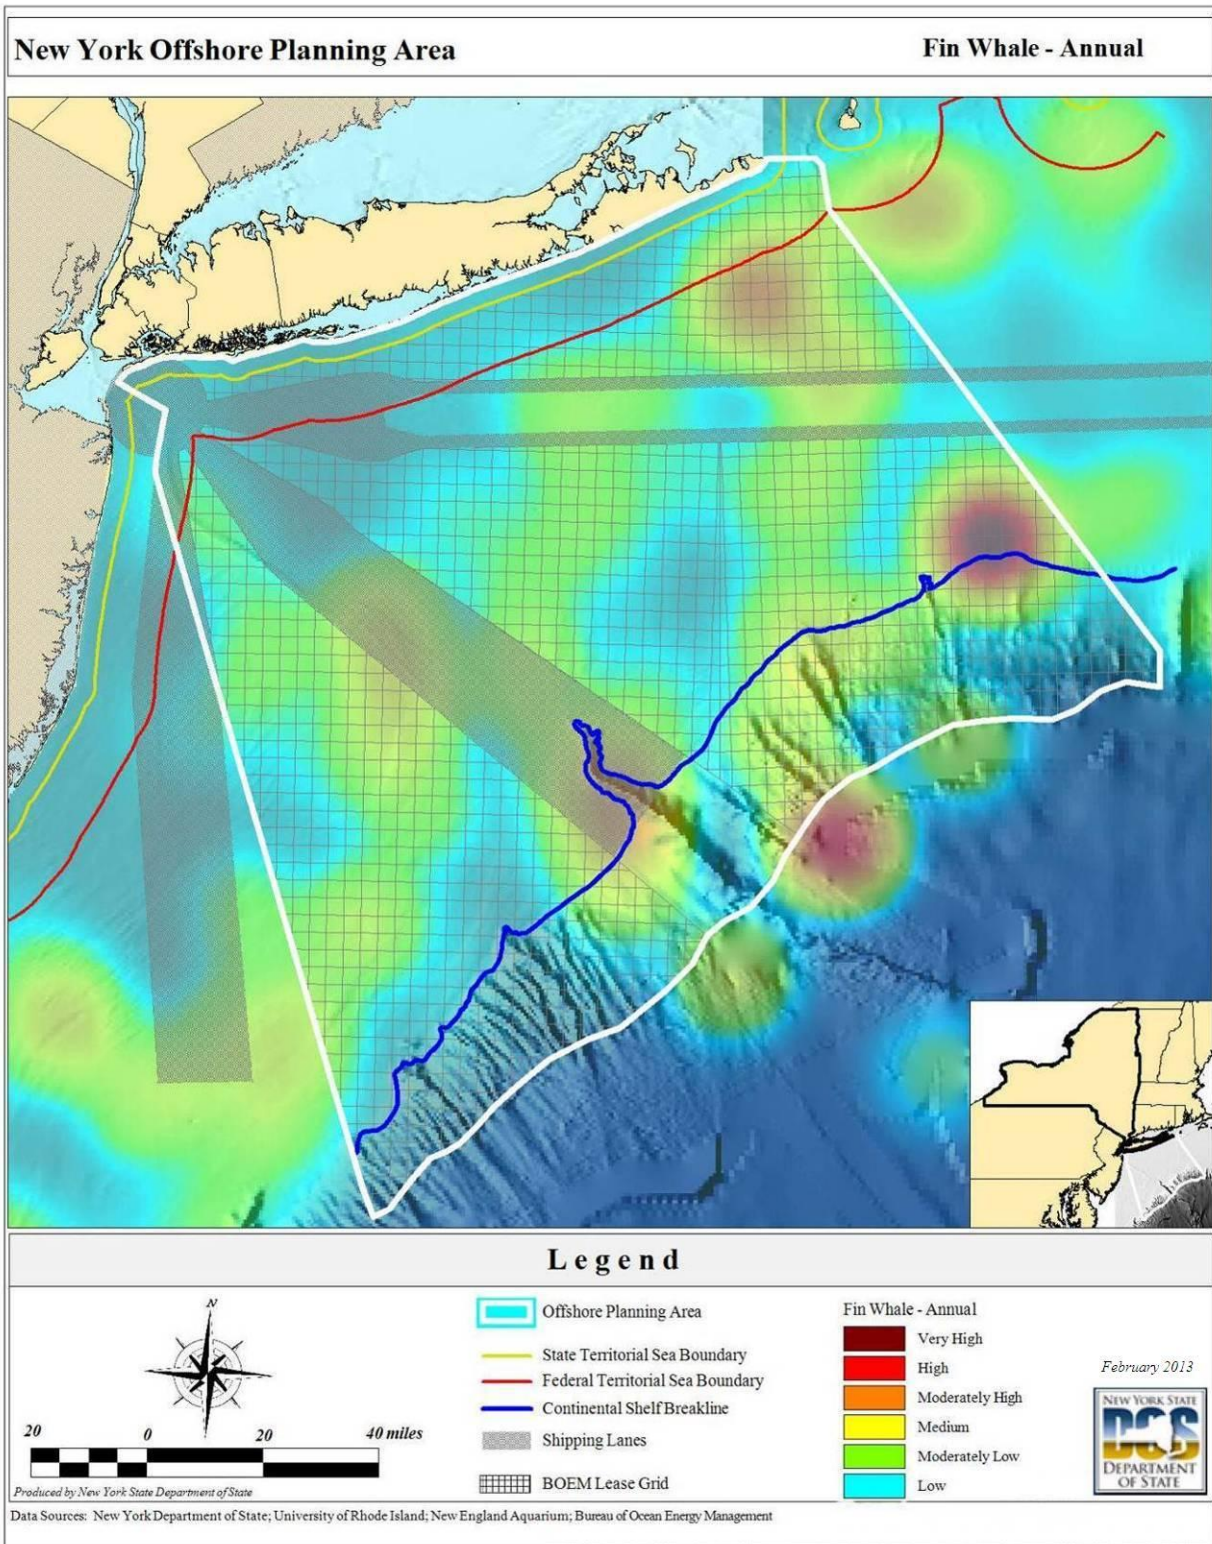 New York Offshore Planning Area
Fin Whale - Annual
Legend
N
20 0 20 40 miles
Produced by New York State Department of State
Offshore Planning Area
State Territorial Sea Boundary
Federal Territorial Sea Boundary
Continental Shelf Breakline
Shipping Lanes
BOEM Lease Grid
Fin Whale - Annual
Very High
High
Moderately High
Medium
Moderately Low
Low
February 2013
NEW YORK STATE
DOS
DEPARTMENT
OF STATE
Data Sources: New York Department of State; University of Rhode Island; New England Aquarium; Bureau of Ocean Energy Management